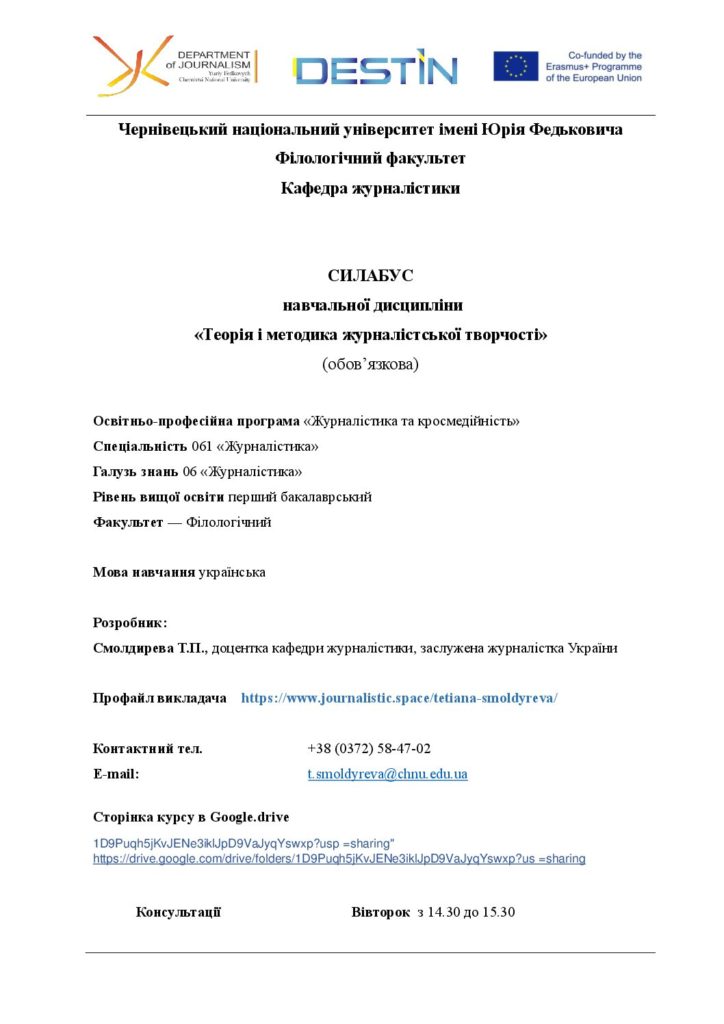 DEPARTMENT
of JOURNALISM
Yuriy Fedkovych
Chernivtsi National University
DESTIN
Co-funded by the
Erasmus+ Programme
of the European Union
Чернівецький національний університет імені Юрія Федьковича
Філологічний факультет
Кафедра журналістики
СИЛАБУС
навчальної дисципліни
«Теорія і методика журналістської творчості»
(обов’язкова)
Освітньо-професійна програма «Журналістика та кросмедійність»
Спеціальність 061 «Журналістика»
Галузь знань 06 «Журналістика»
Рівень вищої освіти перший бакалаврський
Факультет — Філологічний
Мова навчання українська
Розробник:
Смолдирева Т.П., доцентка кафедри журналістики, заслужена журналістка України
Профайл викладача https://www.journalistic.space/tetiana-smoldyreva/
Контактний тел. +38 (0372) 58-47-02
E-mail: t.smoldyreva@chnu.edu.ua
Сторінка курсу в Google.drive
1D9Puqh5jKvJENe3iklJpD9VaJyqYswxp?usp =sharing"
https://drive.google.com/drive/folders/1D9Puqh5jKvJENe3iklJpD9VaJyqYswxp?us =sharing
Консультації Вівторок з 14.30 до 15.30